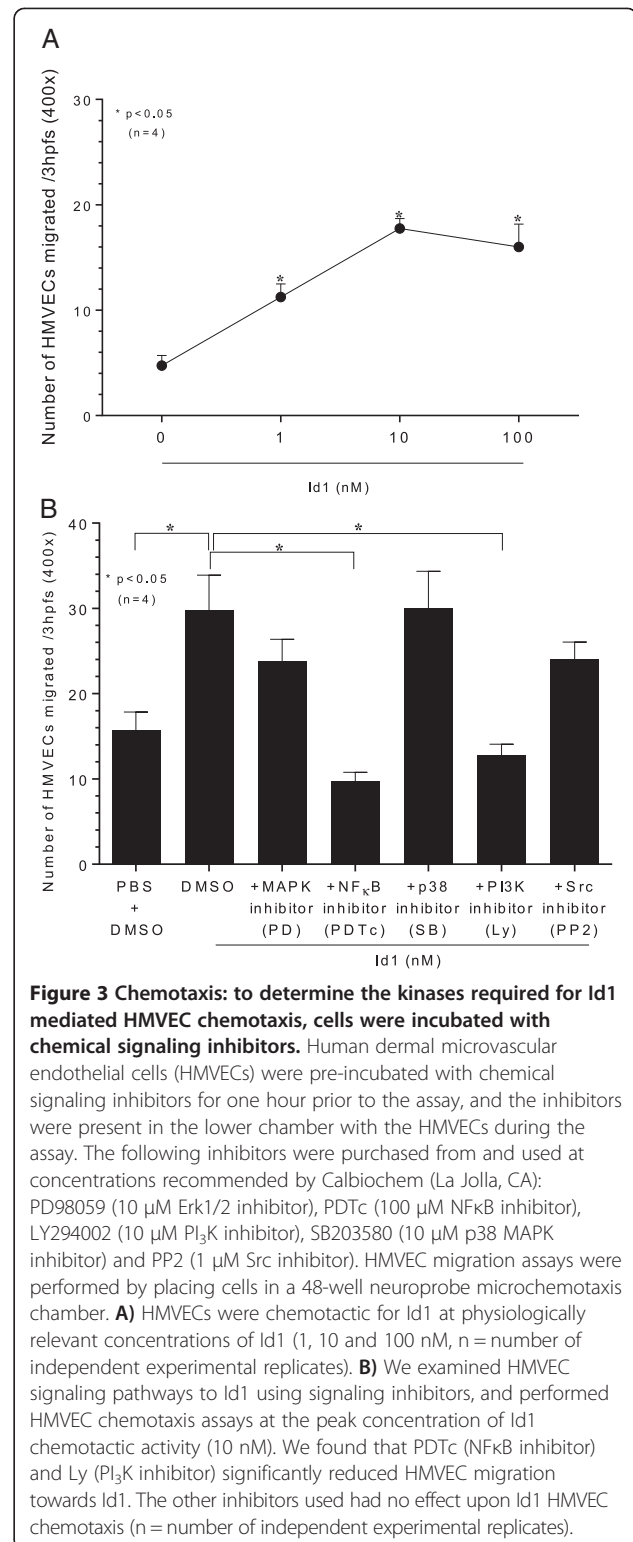 A
Number of HMVECs migrated /3hpfs (400x)
30
20
10
0
* p<0.05
(n=4)
*
*
*
0 1 10 100
Id1 (nM)
B
Number of HMVECs migrated /3hpfs (400x)
40
30
20
10
0
* p<0.05
(n=4)
*
*
*
PBS + DMSO
DMSO
+MAPK inhibitor (PD)
+NFκB inhibitor (PDTc)
+p38 inhibitor (SB)
+PI3K inhibitor (Ly)
+Src inhibitor (PP2)
Id1 (nM)
Figure 3 Chemotaxis: to determine the kinases required for Id1
mediated HMVEC chemotaxis, cells were incubated with
chemical signaling inhibitors. Human dermal microvascular
endothelial cells (HMVECs) were pre-incubated with chemical
signaling inhibitors for one hour prior to the assay, and the inhibitors
were present in the lower chamber with the HMVECs during the
assay. The following inhibitors were purchased from and used at
concentrations recommended by Calbiochem (La Jolla, CA):
PD98059 (10 μM Erk1/2 inhibitor), PDTc (100 μM NFκB inhibitor),
LY294002 (10 μM PI₃K inhibitor), SB203580 (10 μM p38 MAPK
inhibitor) and PP2 (1 μM Src inhibitor). HMVEC migration assays were
performed by placing cells in a 48-well neuroprobe microchemotaxis
chamber. A) HMVECs were chemotactic for Id1 at physiologically
relevant concentrations of Id1 (1, 10 and 100 nM, n = number of
independent experimental replicates). B) We examined HMVEC
signaling pathways to Id1 using signaling inhibitors, and performed
HMVEC chemotaxis assays at the peak concentration of Id1
chemotactic activity (10 nM). We found that PDTc (NFκB inhibitor)
and Ly (PI₃K inhibitor) significantly reduced HMVEC migration
towards Id1. The other inhibitors used had no effect upon Id1 HMVEC
chemotaxis (n = number of independent experimental replicates).